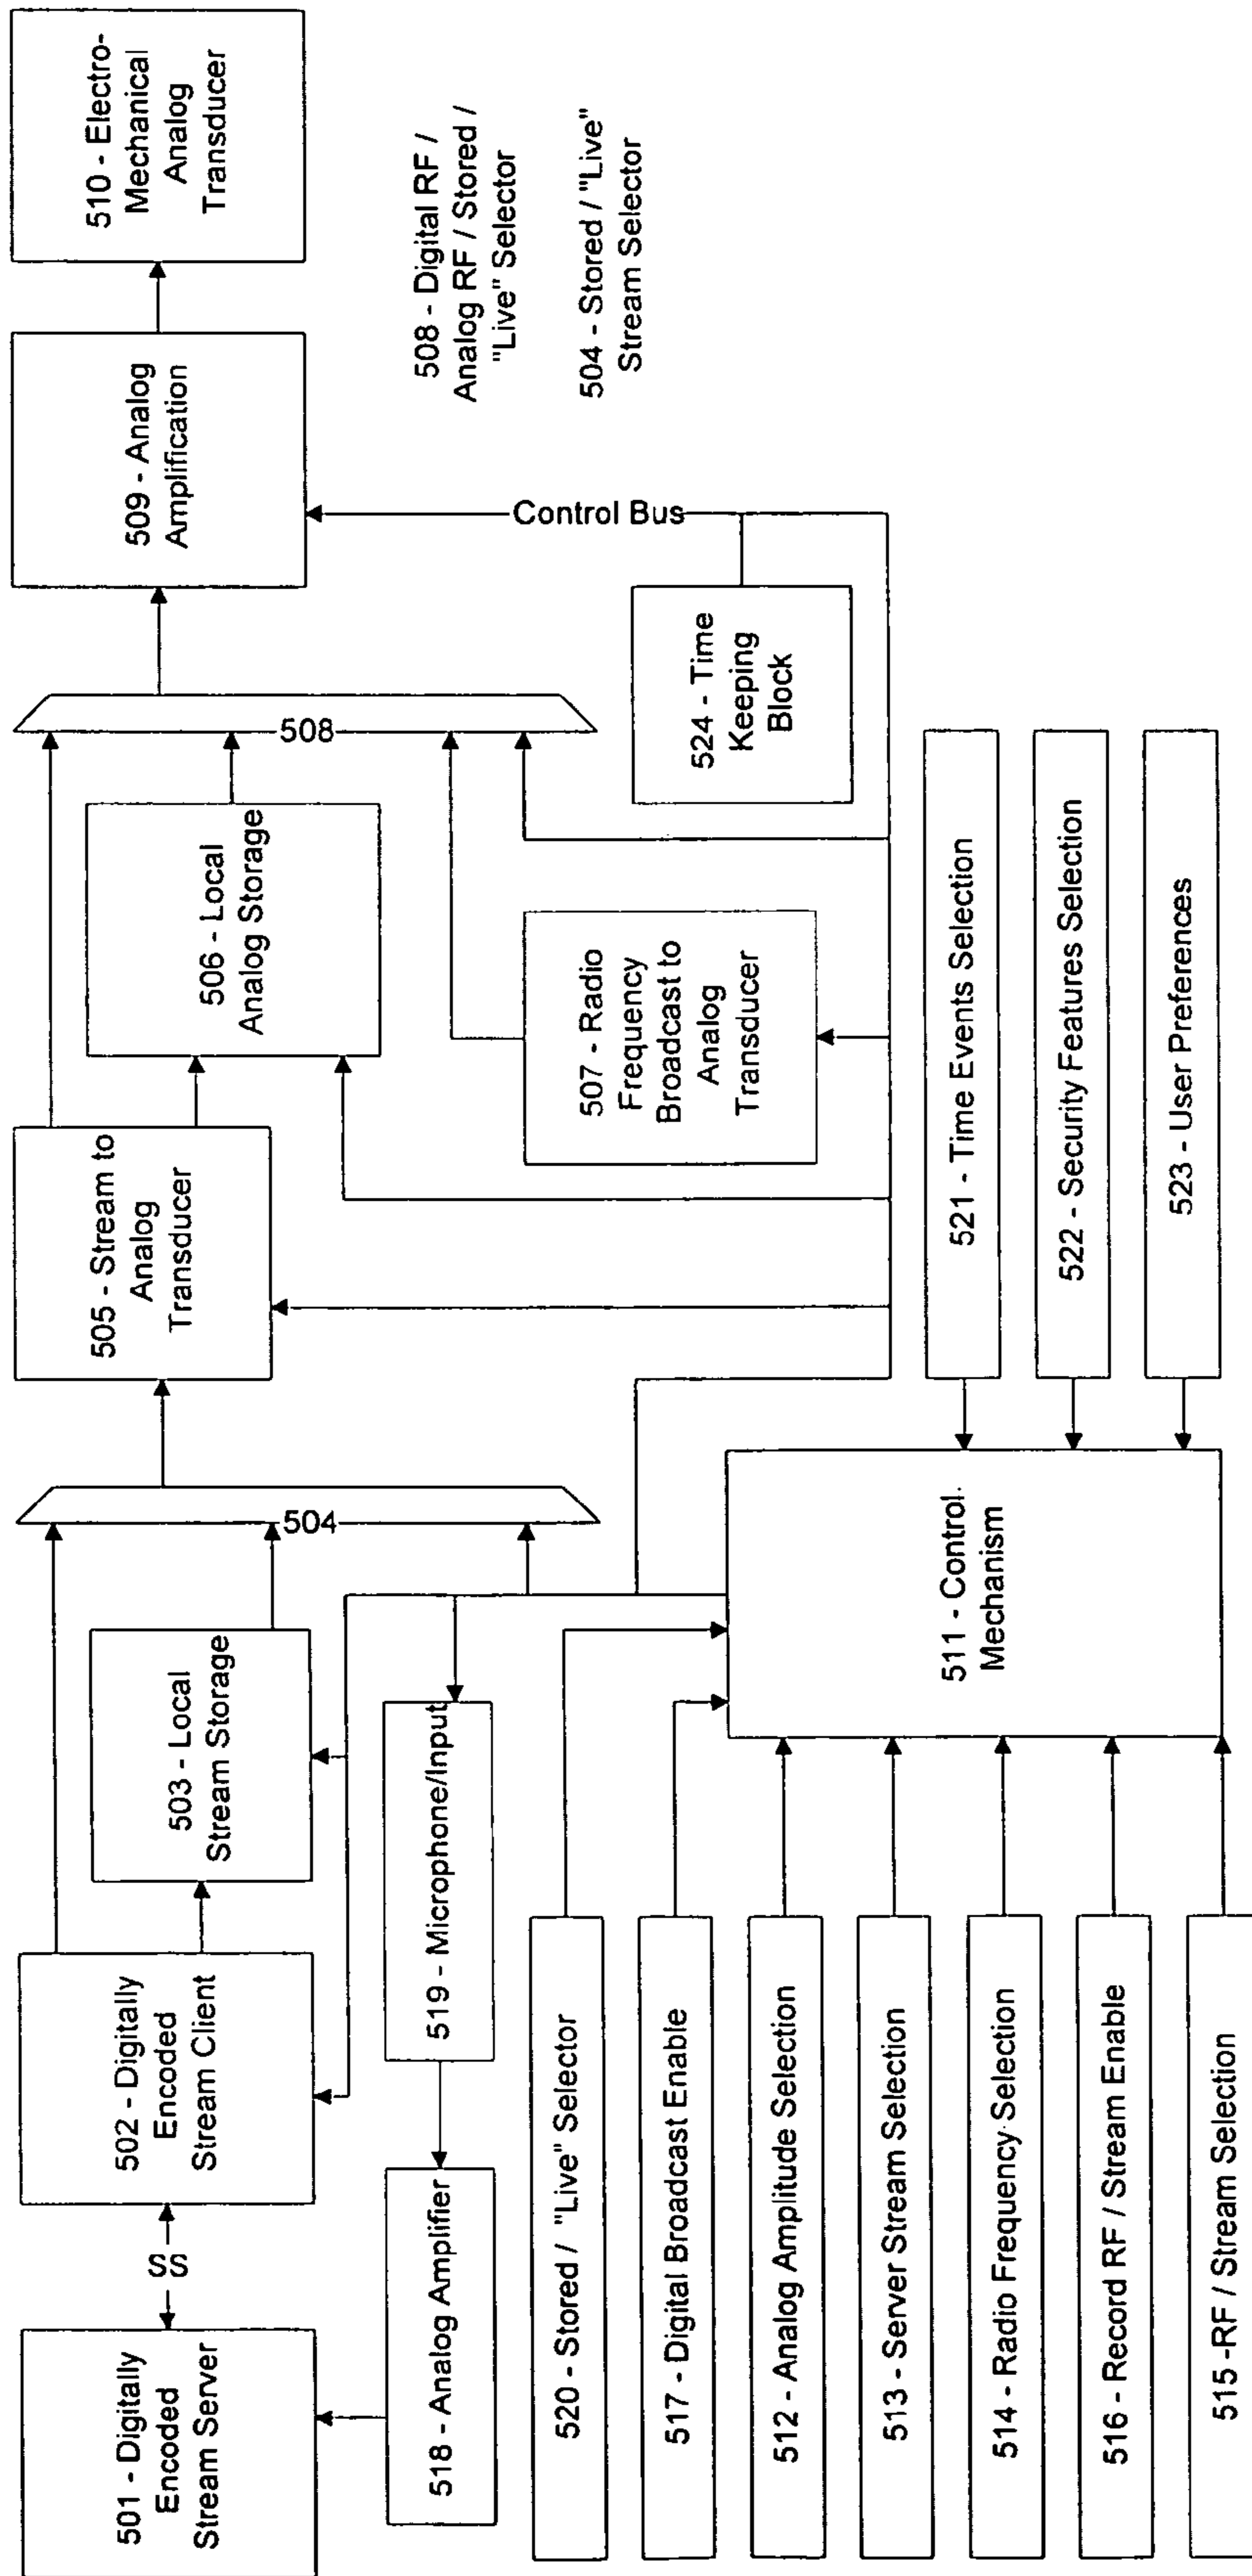 501 - Digitally
Encoded
Stream Server
SS
502 - Digitally
Encoded
Stream Client
503 - Local
Stream Storage
504
505 - Stream to
Analog
Transducer
506 - Local
Analog Storage
508
509 - Analog
Amplification
510 - Electro-
Mechanical
Analog
Transducer
518 - Analog Amplifier
519 - Microphone/Input
507 - Radio
Frequency
Broadcast to
Analog
Transducer
Control Bus
524 - Time
Keeping
Block
508 - Digital RF /
Analog RF / Stored /
"Live" Selector
504 - Stored / "Live"
Stream Selector
520 - Stored / "Live" Selector
517 - Digital Broadcast Enable
512 - Analog Amplitude Selection
513 - Server Stream Selection
514 - Radio Frequency Selection
516 - Record RF / Stream Enable
515 -RF / Stream Selection
511 - Control
Mechanism
521 - Time Events Selection
522 - Security Features Selection
523 - User Preferences